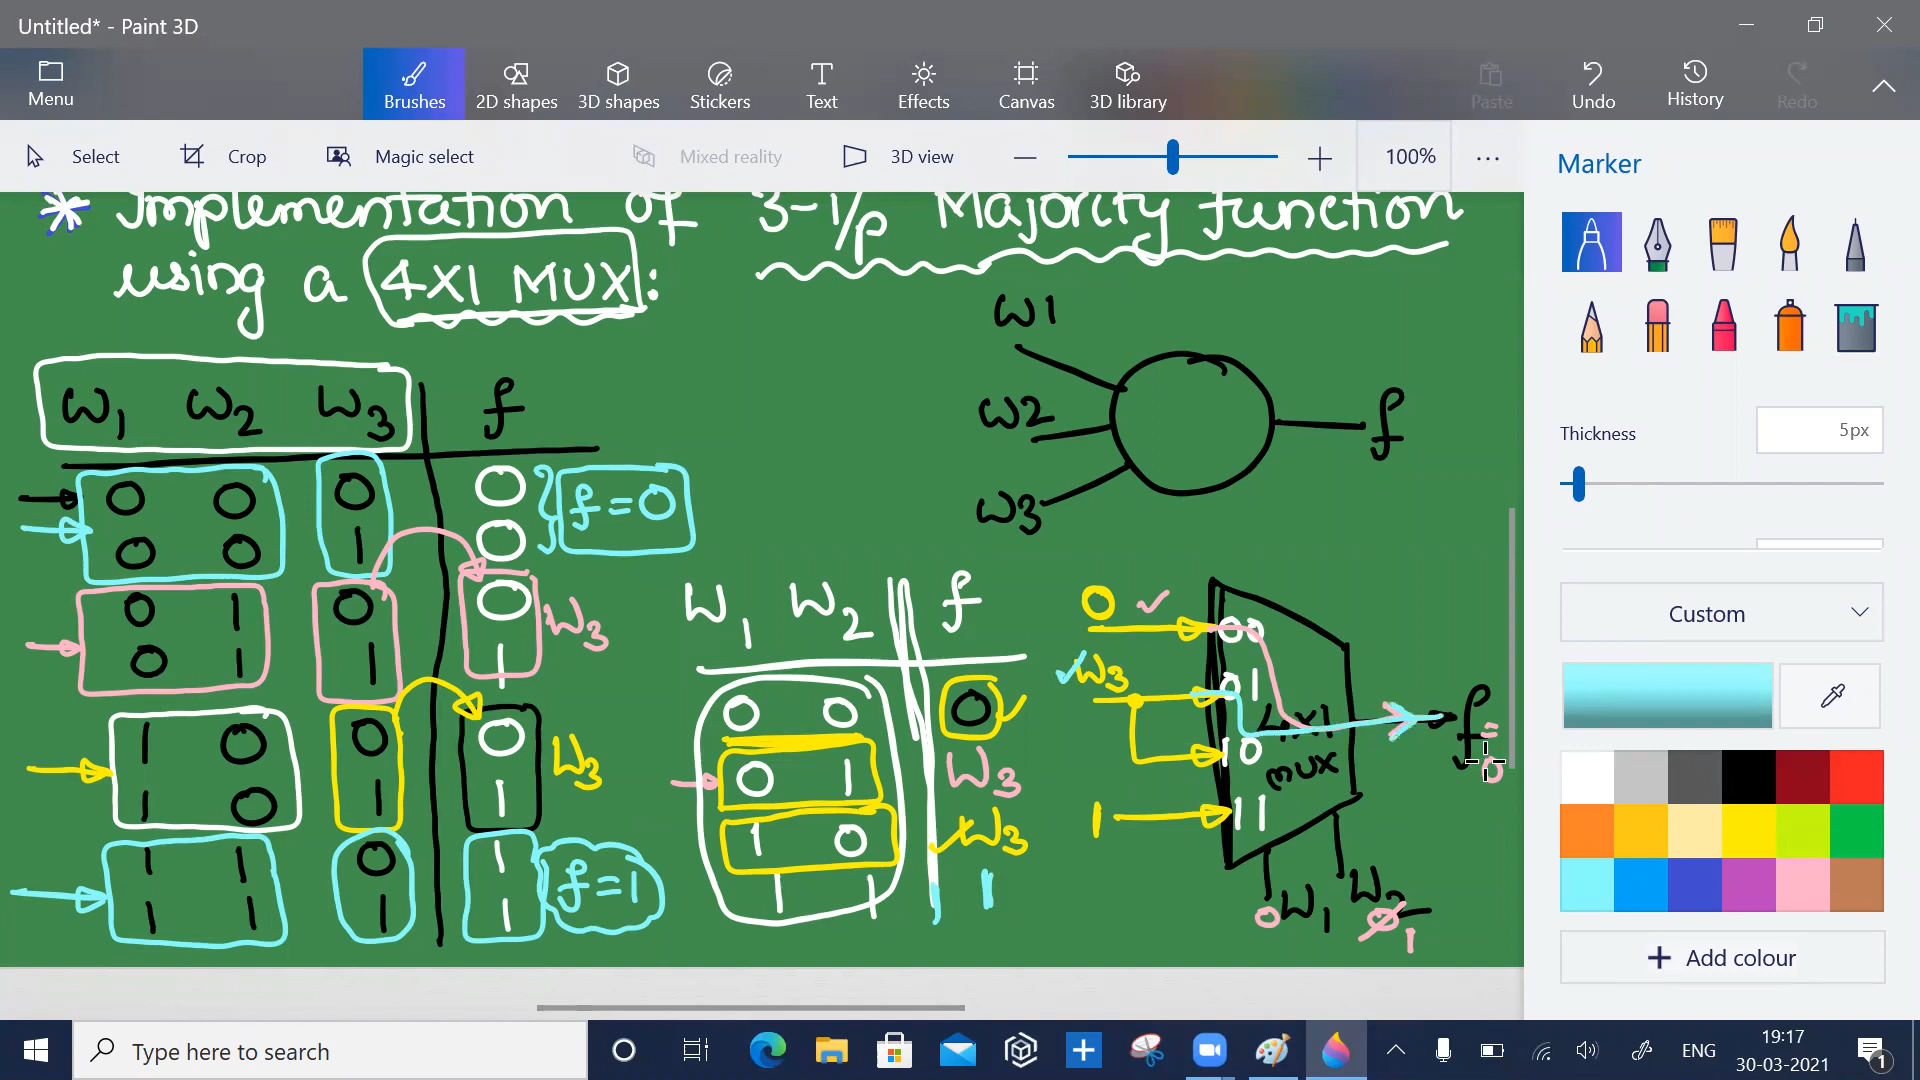 Untitled* - Paint 3D
Menu
Brushes
2D shapes
3D shapes
Stickers
Text
Effects
Canvas
3D library
Paste
Undo
History
Redo
Select
Crop
Magic select
Mixed reality
3D view
100%
Marker
Thickness
5px
Custom
Add colour
* Implementation of 3-i/p Majority function
using a 4X1 MUX:
W1 W2 W3 f
0 0 0 0
0 0 1 0
f=0
0 1 0 0
0 1 1 1
W3
1 0 0 0
1 0 1 1
W3
1 1 0 1
1 1 1 1
f=1
W1
W2
W3
f
W1 W2 f
0 0 0
0 1 W3
1 0 W3
1 1 1
0 00
W3 01
10
1 11
4X1
MUX
f = 0
W1 W2
0 0 1
Type here to search
ENG
19:17
30-03-2021
1